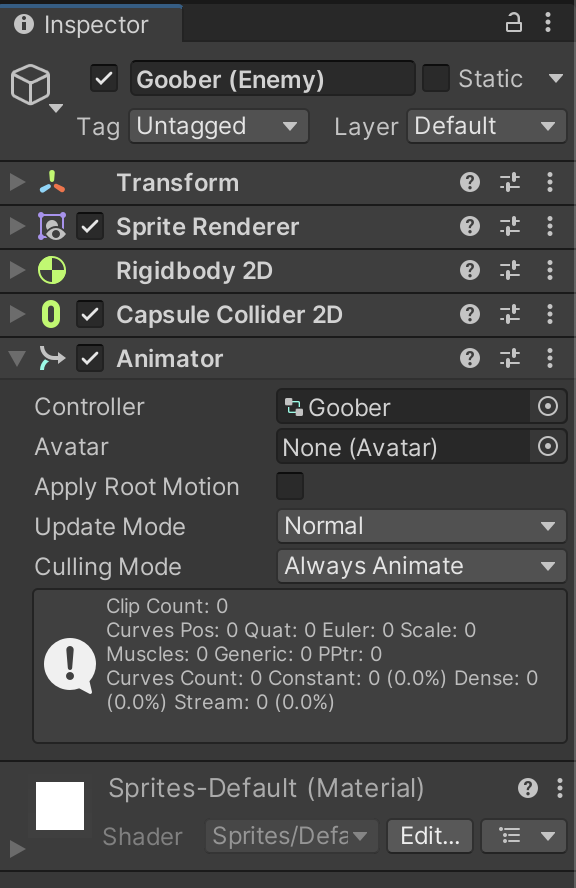 Inspector
Goober (Enemy) Static
Tag Untagged Layer Default
Transform
Sprite Renderer
Rigidbody 2D
Capsule Collider 2D
Animator
Controller Goober
Avatar None (Avatar)
Apply Root Motion
Update Mode Normal
Culling Mode Always Animate
Clip Count: 0
Curves Pos: 0 Quat: 0 Euler: 0 Scale: 0
Muscles: 0 Generic: 0 PPtr: 0
Curves Count: 0 Constant: 0 (0.0%) Dense: 0
(0.0%) Stream: 0 (0.0%)
Sprites-Default (Material)
Shader Sprites/Defa Edit...